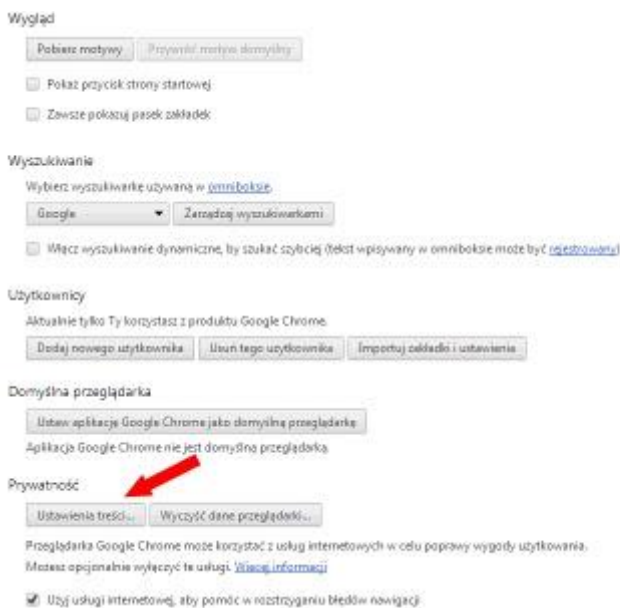 Wygląd
Pobierz motywy Przywróć motyw domyślny
Pokaż przycisk strony startowej
Zawsze pokazuj pasek zakładek
Wyszukiwanie
Wybierz wyszukiwarkę używaną w omniboksie.
Google Zarządzaj wyszukiwarkami
Włącz wyszukiwanie dynamiczne, by szukać szybciej (tekst wpisywany w omniboksie może być rejestrowany)
Użytkownicy
Aktualnie tylko Ty korzystasz z produktu Google Chrome.
Dodaj nowego użytkownika Usuń tego użytkownika Importuj zakładki i ustawienia
Domyślna przeglądarka
Ustaw aplikację Google Chrome jako domyślną przeglądarkę
Aplikacja Google Chrome nie jest domyślną przeglądarką.
Prywatność
Ustawienia treści... Wyczyść dane przeglądarki...
Przeglądarka Google Chrome może korzystać z usług internetowych w celu poprawy wygody użytkowania.
Możesz opcjonalnie wyłączyć te usługi. Więcej informacji
Użyj usługi internetowej, aby pomóc w rozstrzyganiu błędów nawigacji